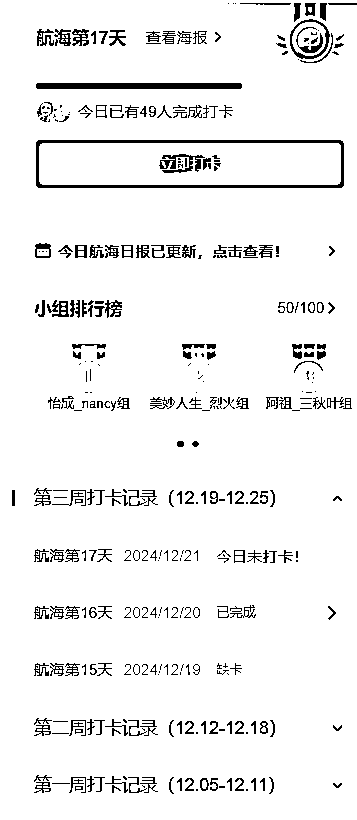 航海第17天 查看海报
今日已有49人完成打卡
立即打卡
今日航海日报已更新，点击查看！
小组排行榜 50/100
怡成_nancy组 美妙人生_烈火组 阿祖_三秋叶组
第三周打卡记录（12.19-12.25）
航海第17天 2024/12/21 今日未打卡！
航海第16天 2024/12/20 已完成
航海第15天 2024/12/19 缺卡
第二周打卡记录（12.12-12.18）
第一周打卡记录（12.05-12.11）